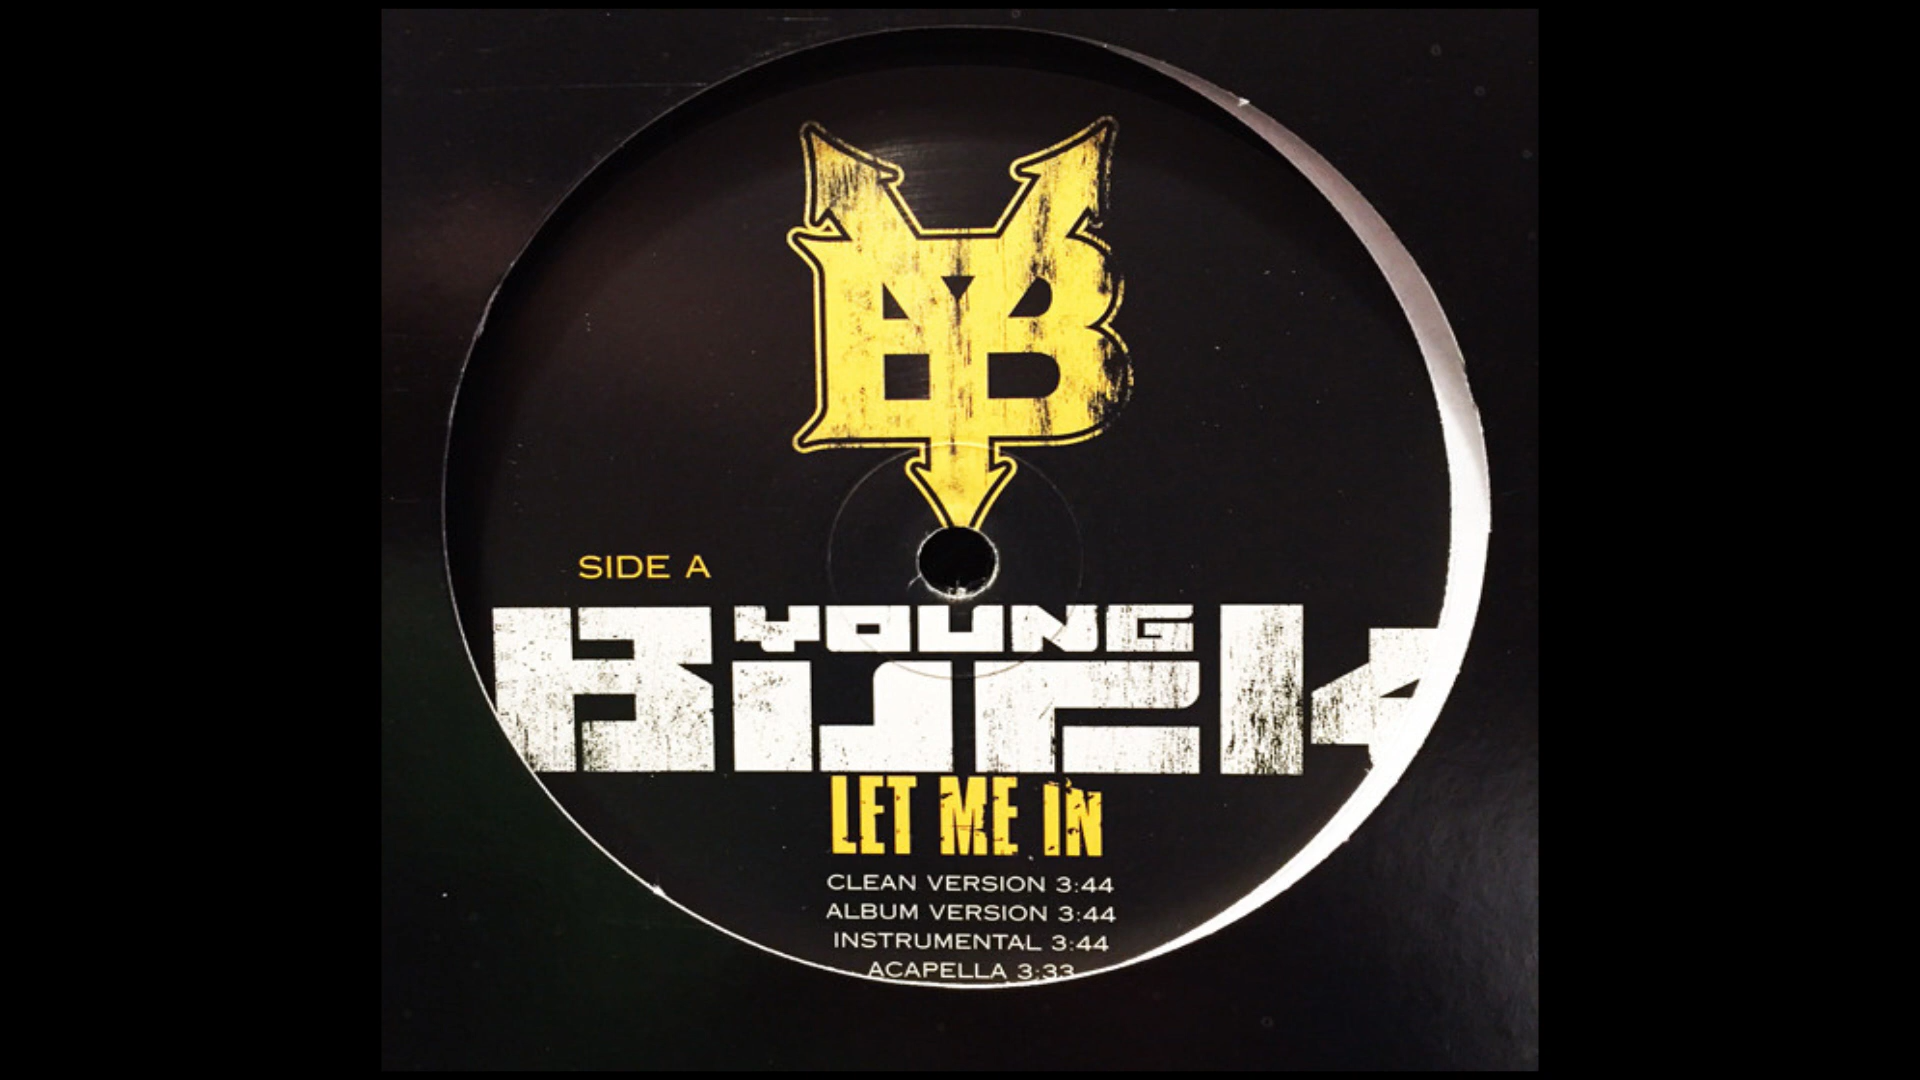 YB
SIDE A
YOUNG
BUCK
LET ME IN
CLEAN VERSION 3:44
ALBUM VERSION 3:44
INSTRUMENTAL 3:44
ACAPELLA 3:33